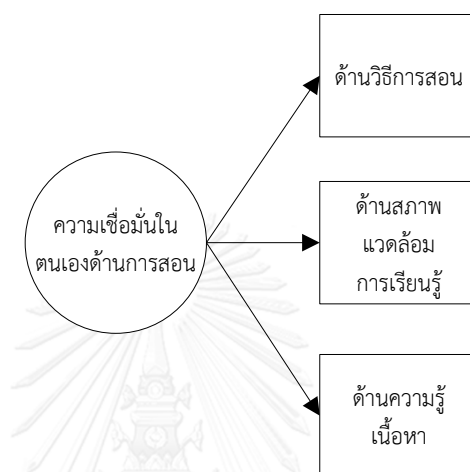 ด้านวิธีการสอน
ความเชื่อมั่นใน
ตนเองด้านการสอน
ด้านสภาพ
แวดล้อม
การเรียนรู้
ด้านความรู้
เนื้อหา